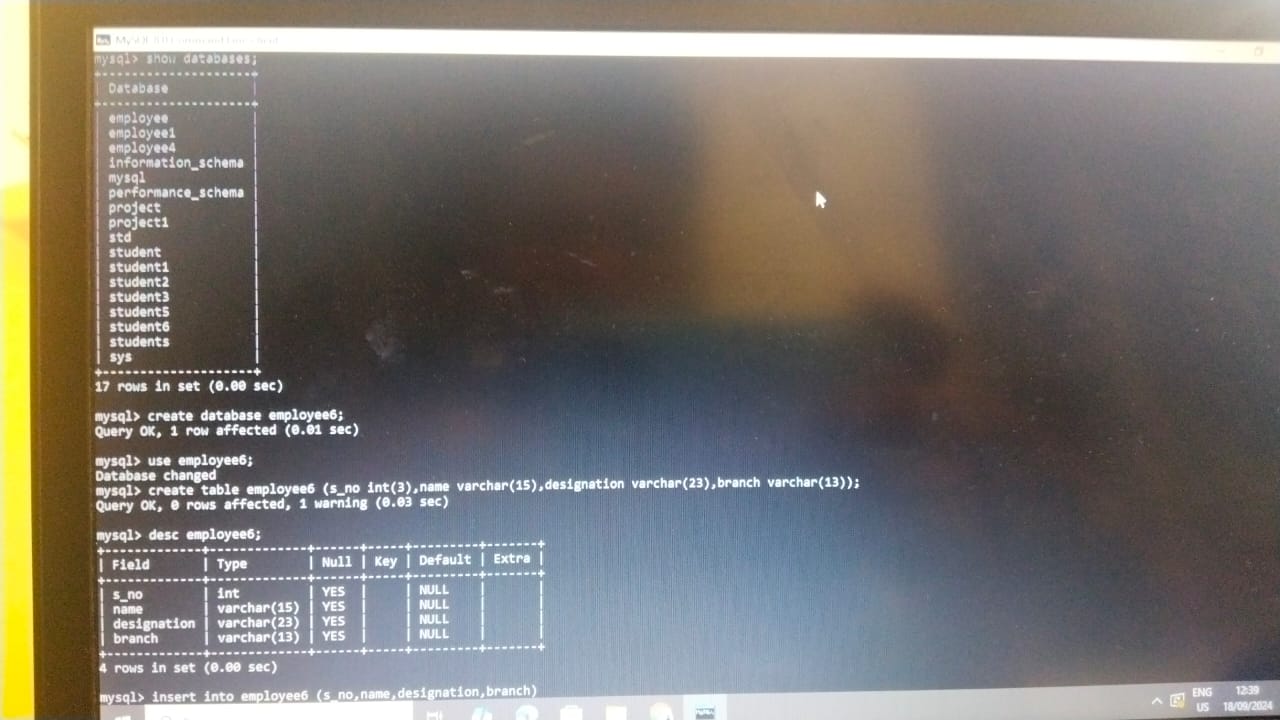 MySQL 8.0 Command Line Client
mysql> show databases;
+--------------------+
| Database           |
+--------------------+
| employee           |
| employee1          |
| employee4          |
| information_schema |
| mysql              |
| performance_schema |
| project            |
| project1           |
| std                |
| student            |
| student1           |
| student2           |
| student3           |
| student5           |
| student6           |
| students           |
| sys                |
+--------------------+
17 rows in set (0.00 sec)
mysql> create database employee6;
Query OK, 1 row affected (0.01 sec)
mysql> use employee6;
Database changed
mysql> create table employee6 (s_no int(3),name varchar(15),designation varchar(23),branch varchar(13));
Query OK, 0 rows affected, 1 warning (0.03 sec)
mysql> desc employee6;
+-------------+-------------+------+-----+---------+-------+
| Field       | Type        | Null | Key | Default | Extra |
+-------------+-------------+------+-----+---------+-------+
| s_no        | int         | YES  |     | NULL    |       |
| name        | varchar(15) | YES  |     | NULL    |       |
| designation | varchar(23) | YES  |     | NULL    |       |
| branch      | varchar(13) | YES  |     | NULL    |       |
+-------------+-------------+------+-----+---------+-------+
4 rows in set (0.00 sec)
mysql> insert into employee6 (s_no,name,designation,branch)
ENG 12:39
US 18/09/2024